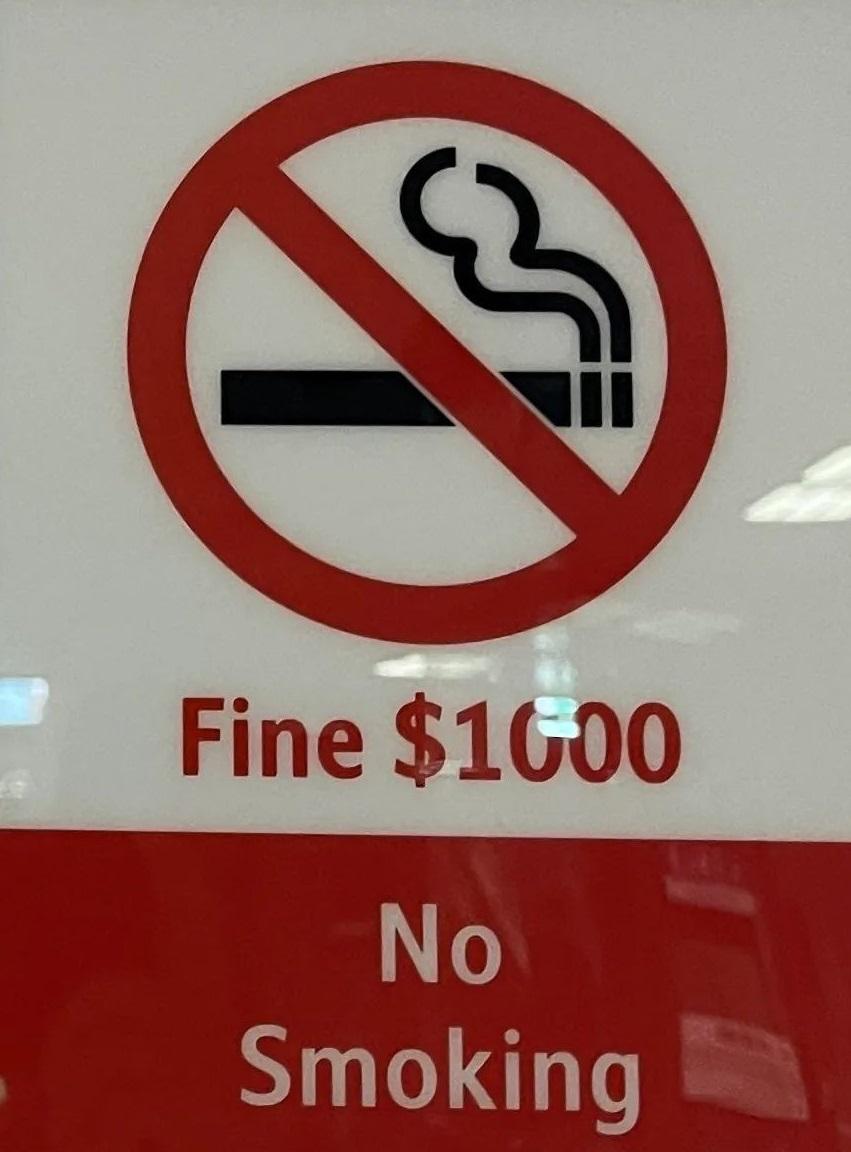 Fine $1000
No
Smoking